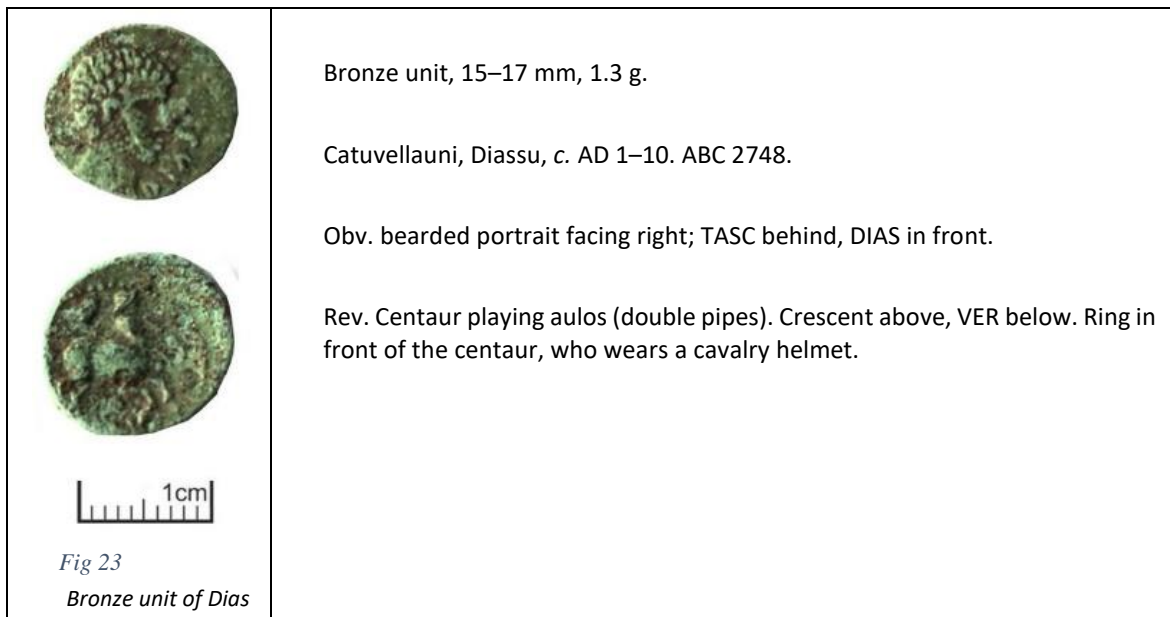 1cm
Fig 23
Bronze unit of Dias
Bronze unit, 15–17 mm, 1.3 g.
Catuvellauni, Diassu, c. AD 1–10. ABC 2748.
Obv. bearded portrait facing right; TASC behind, DIAS in front.
Rev. Centaur playing aulos (double pipes). Crescent above, VER below. Ring in
front of the centaur, who wears a cavalry helmet.